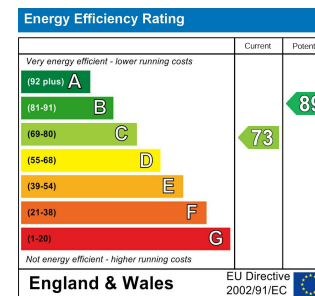 Energy Efficiency Rating
Current
Potent
Very energy efficient - lower running costs
(92 plus) A
(81-91) B
89
(69-80) C
73
(55-68) D
(39-54) E
(21-38) F
(1-20) G
Not energy efficient - higher running costs
England & Wales
EU Directive
2002/91/EC